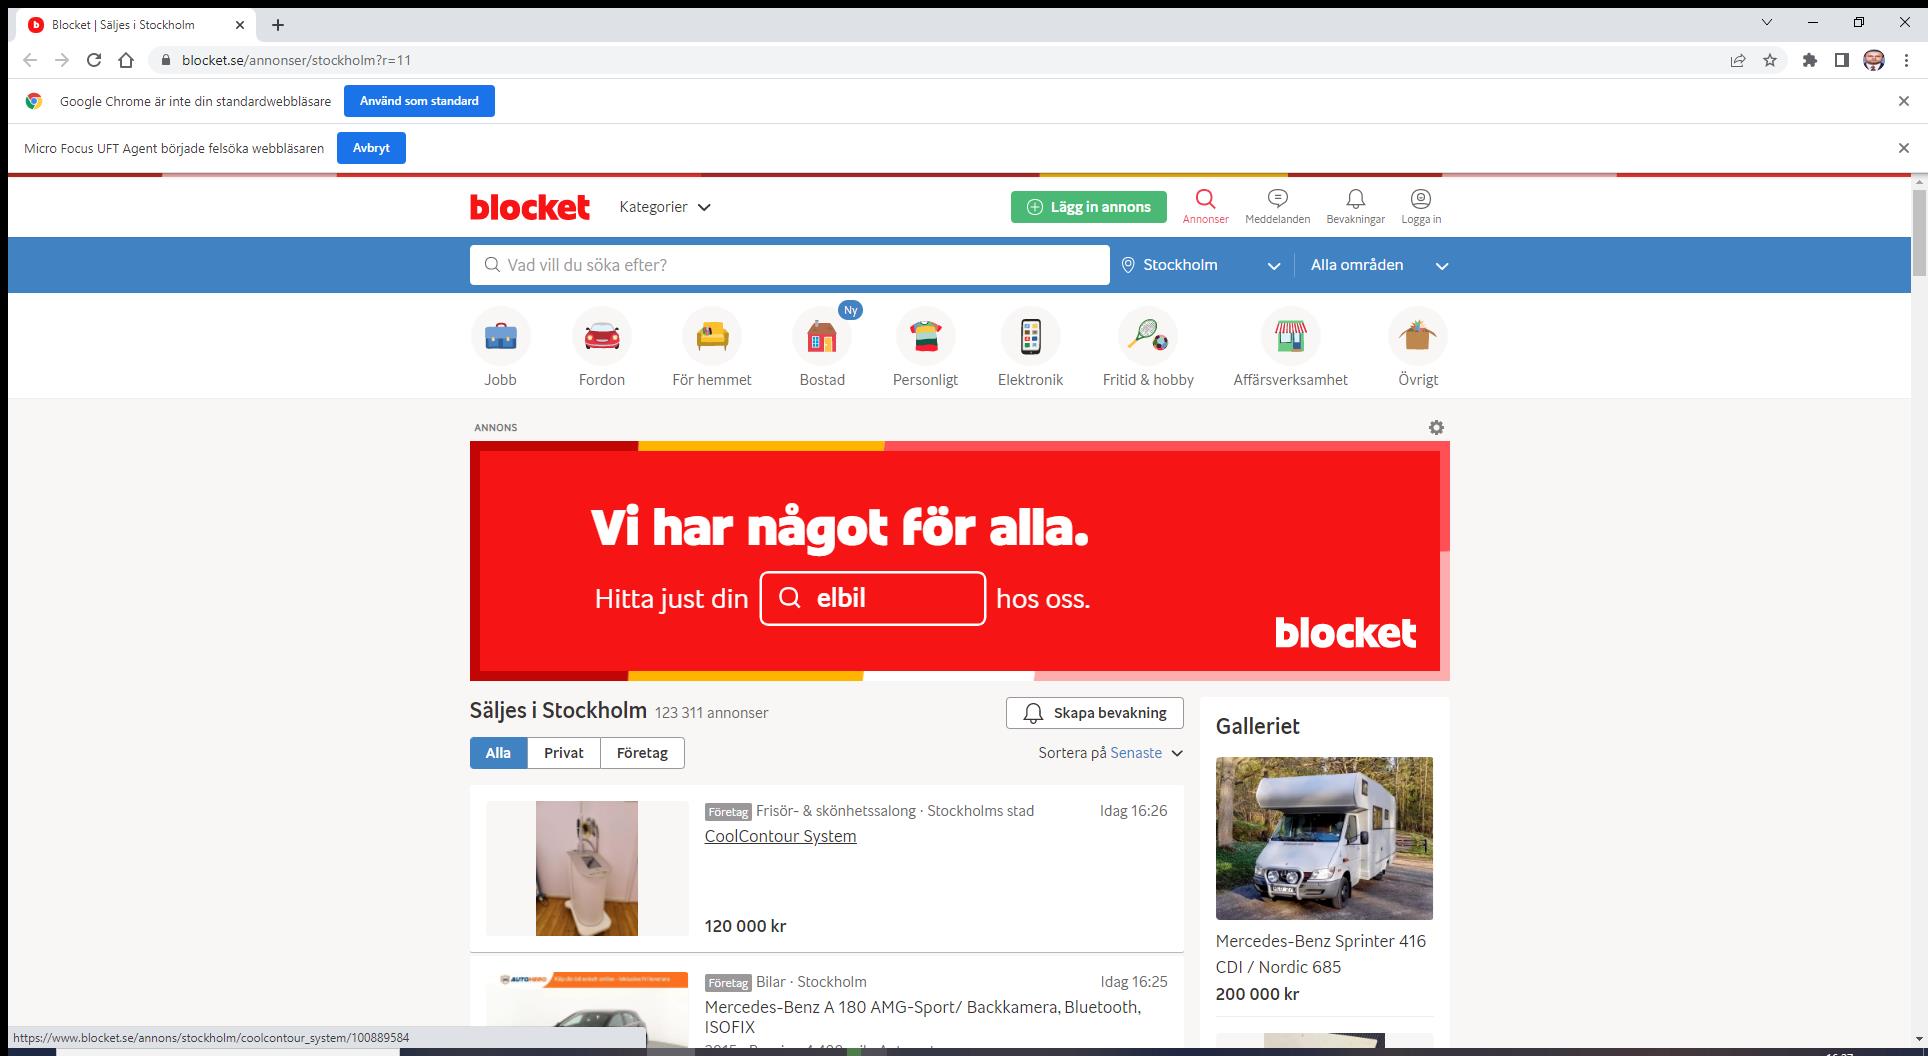 Blocket | Säljes i Stockholm
blocket.se/annonser/stockholm?r=11
Google Chrome är inte din standardwebbläsare
Använd som standard
Micro Focus UFT Agent började felsöka webbläsaren
Avbryt
blocket
Kategorier
Lägg in annons
Annonser
Meddelanden
Bevakningar
Logga in
Vad vill du söka efter?
Stockholm
Alla områden
Ny
Jobb
Fordon
För hemmet
Bostad
Personligt
Elektronik
Fritid & hobby
Affärsverksamhet
Övrigt
ANNONS
Vi har något för alla.
Hitta just din elbil hos oss.
blocket
Säljes i Stockholm 123 311 annonser
Skapa bevakning
Alla
Privat
Företag
Sortera på Senaste
Företag Frisör- & skönhetssalong · Stockholms stad
Idag 16:26
CoolContour System
120 000 kr
AUTOHERO
Företag Bilar · Stockholm
Idag 16:25
Mercedes-Benz A 180 AMG-Sport/ Backkamera, Bluetooth,
ISOFIX
Galleriet
Mercedes-Benz Sprinter 416
CDI / Nordic 685
200 000 kr
https://www.blocket.se/annons/stockholm/coolcontour_system/100889584